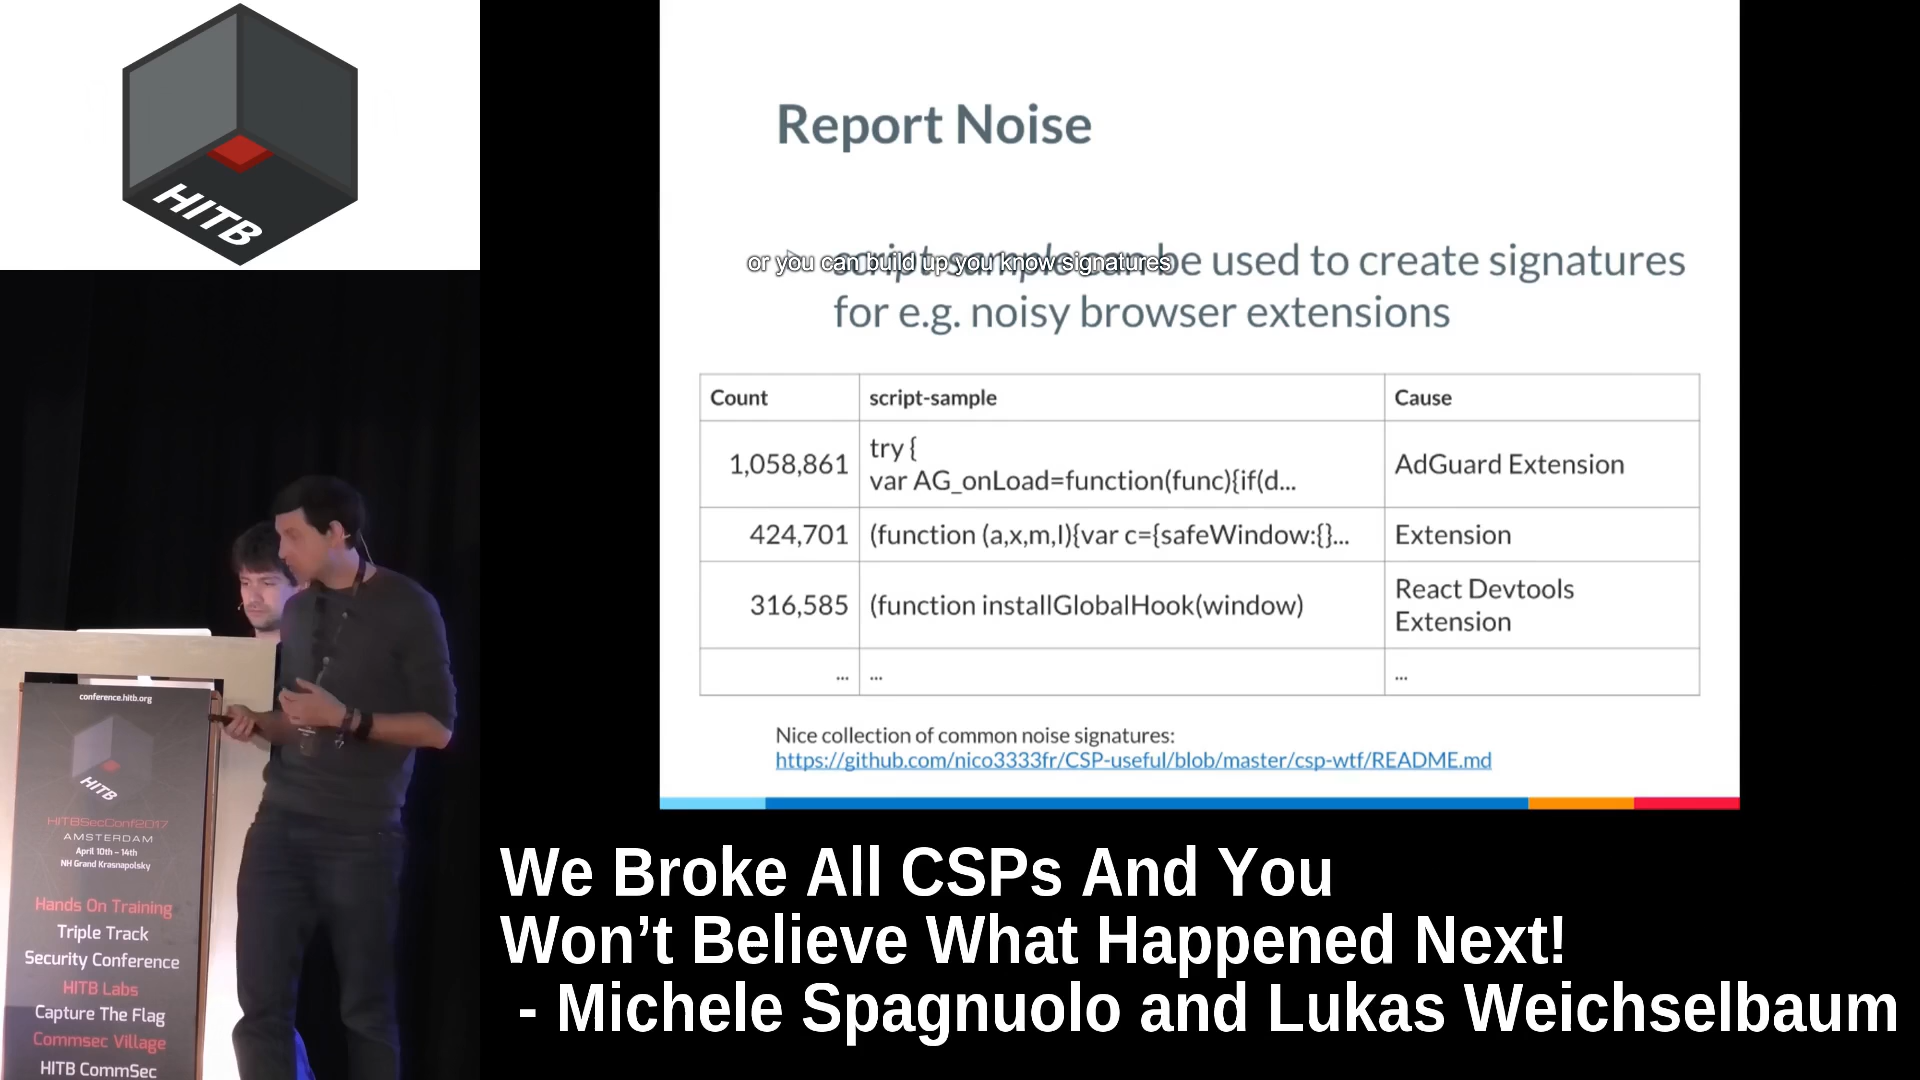 HITB
Report Noise
script-sample can be used to create signatures
or you can build up you know signatures
for e.g. noisy browser extensions
Count script-sample Cause
1,058,861 try {
var AG_onLoad=function(func){if(d... AdGuard Extension
424,701 (function (a,x,m,l){var c={safeWindow:{}... Extension
316,585 (function installGlobalHook(window) React Devtools
Extension
... ... ...
Nice collection of common noise signatures:
https://github.com/nico3333fr/CSP-useful/blob/master/csp-wtf/README.md
conference.hitb.org
HITB
HITBSecConf2017
AMSTERDAM
April 10th - 14th
NH Grand Krasnapolsky
Hands On Training
Triple Track
Security Conference
HITB Labs
Capture The Flag
Commsec Village
HITB CommSec
We Broke All CSPs And You
Won’t Believe What Happened Next!
- Michele Spagnuolo and Lukas Weichselbaum